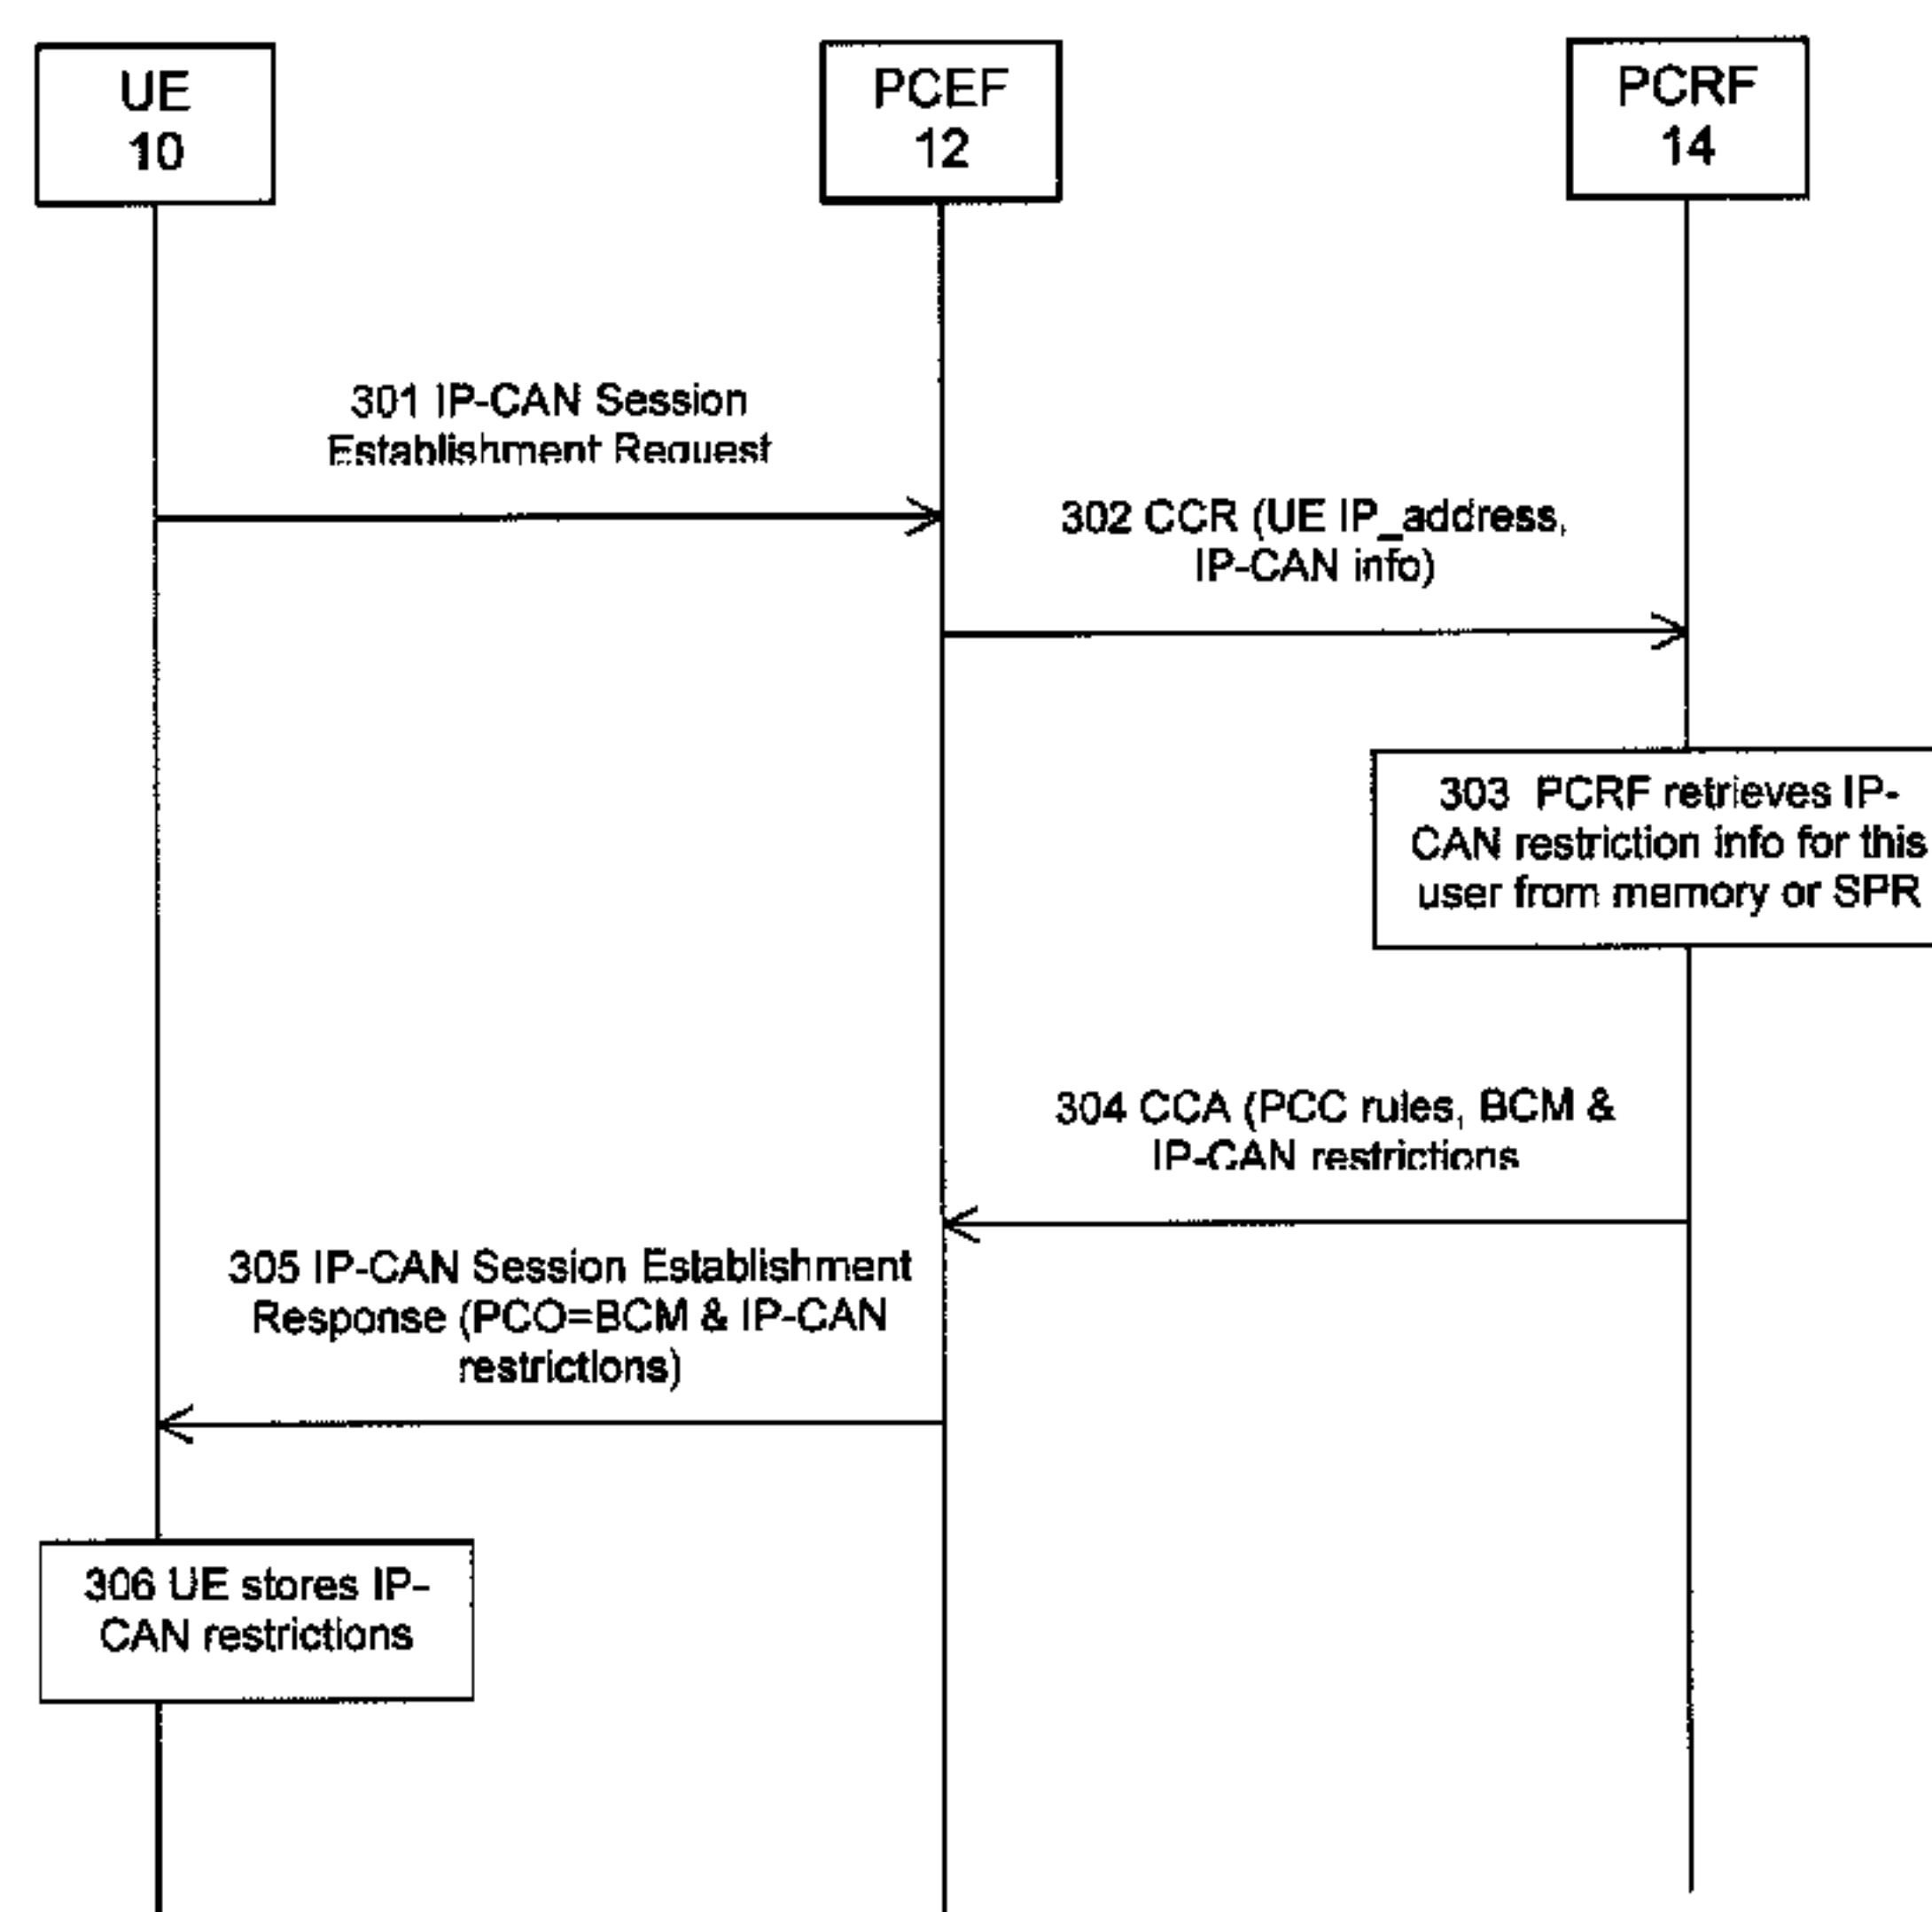 UE
10
PCEF
12
PCRF
14
301 IP-CAN Session
Establishment Request
302 CCR (UE IP_address,
IP-CAN info)
303 PCRF retrieves IP-
CAN restriction info for this
user from memory or SPR
304 CCA (PCC rules, BCM &
IP-CAN restrictions
305 IP-CAN Session Establishment
Response (PCO=BCM & IP-CAN
restrictions)
306 UE stores IP-
CAN restrictions